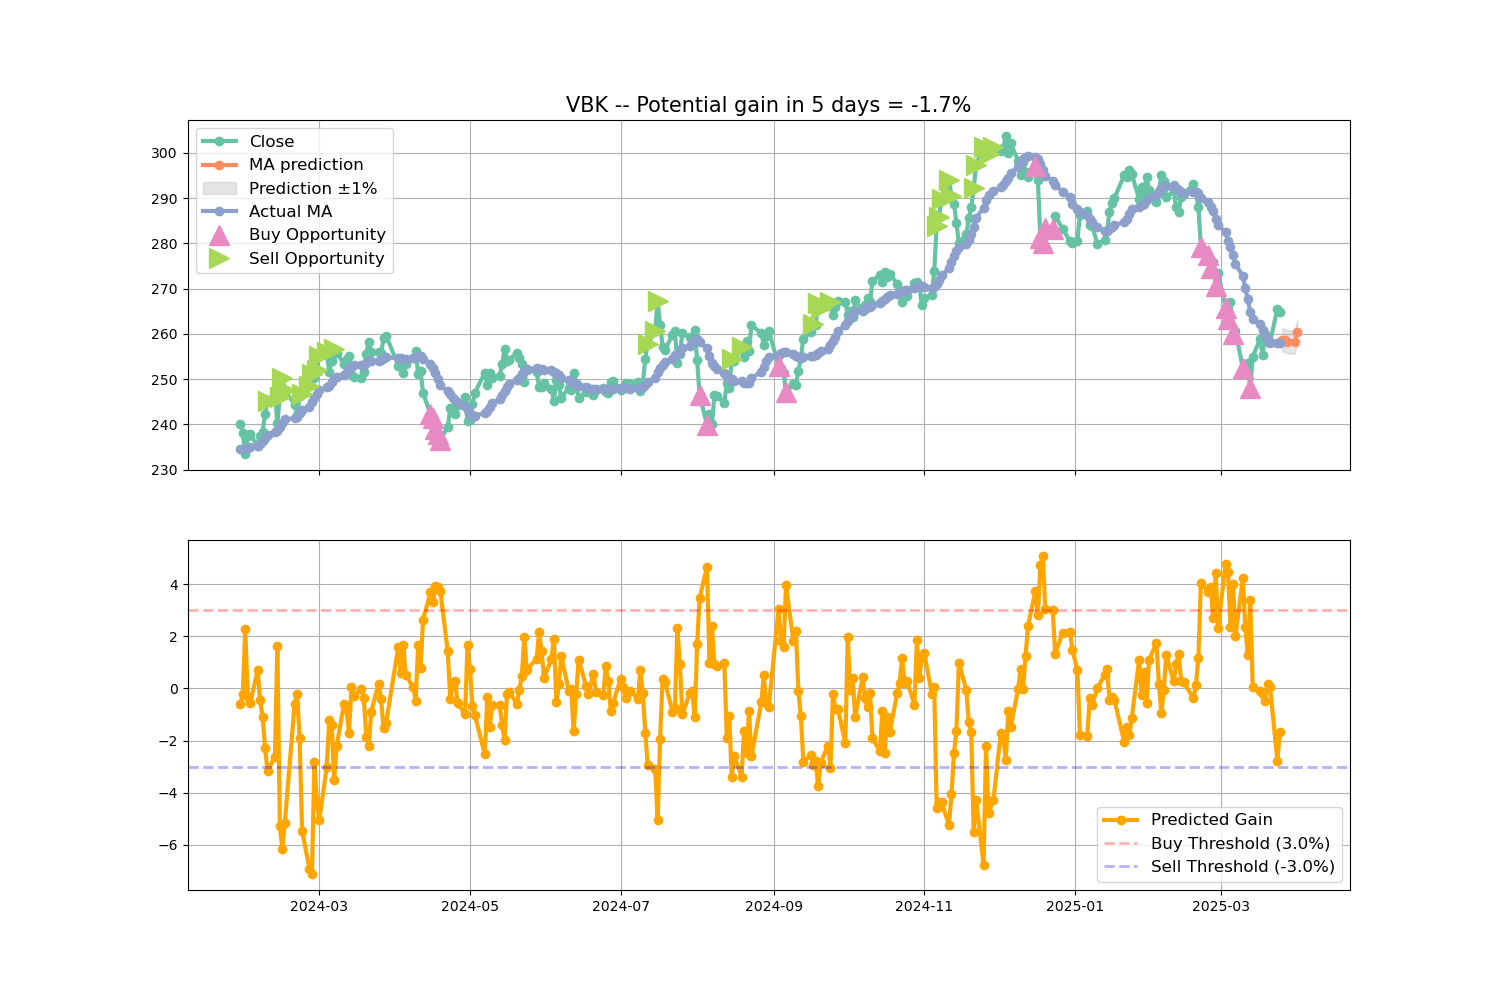 VBK -- Potential gain in 5 days = -1.7%
Close
MA prediction
Prediction ±1%
Actual MA
Buy Opportunity
Sell Opportunity
300
290
280
270
260
250
240
230
4
2
0
−2
−4
−6
Predicted Gain
Buy Threshold (3.0%)
Sell Threshold (-3.0%)
2024-03 2024-05 2024-07 2024-09 2024-11 2025-01 2025-03